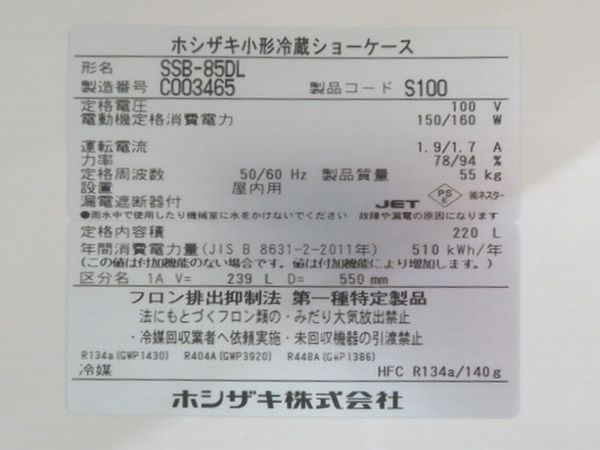 ホシザキ小形冷蔵ショーケース
形名 SSB-85DL
製造番号 C003465 製品コード S100
定格電圧 100 V
電動機定格消費電力 150/160 W
運転電流 1.9/1.7 A
力率 78/94 %
定格周波数 50/60 Hz 製品質量 55 kg
設置 屋内用
漏電遮断器付 JET PSE ㈱ネスター
●雨水中で使用したり機械室に水をかけないでください 故障や漏電の原因になります
定格内容積 220 L
年間消費電力量(JIS B 8631-2-2011年) 510 kWh/年
(この値は付加機能のない場合です。値は付加機能により増加します。)
区分名 1A V= 239 L D= 550 mm
フロン排出抑制法 第一種特定製品
法にもとづくフロン類の・みだり大気放出禁止
・冷媒回収業者へ依頼実施・未回収機器の引渡禁止
R134a(GWP1430) R404A(GWP3920) R448A(GWP1386)
冷媒 HFC R134a/140g
ホシザキ株式会社